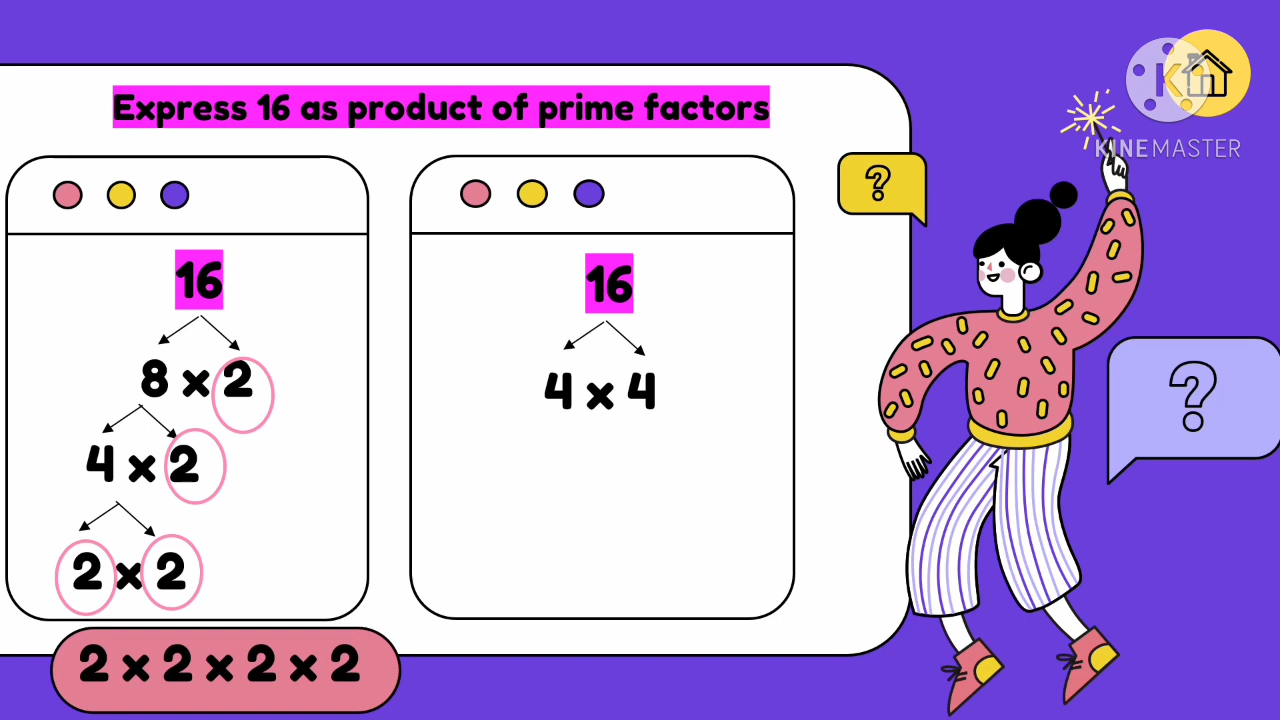 Express 16 as product of prime factors
16
8 x 2
4 x 2
2 x 2
2 x 2 x 2 x 2
16
4 x 4
?
?
K
KINEMASTER